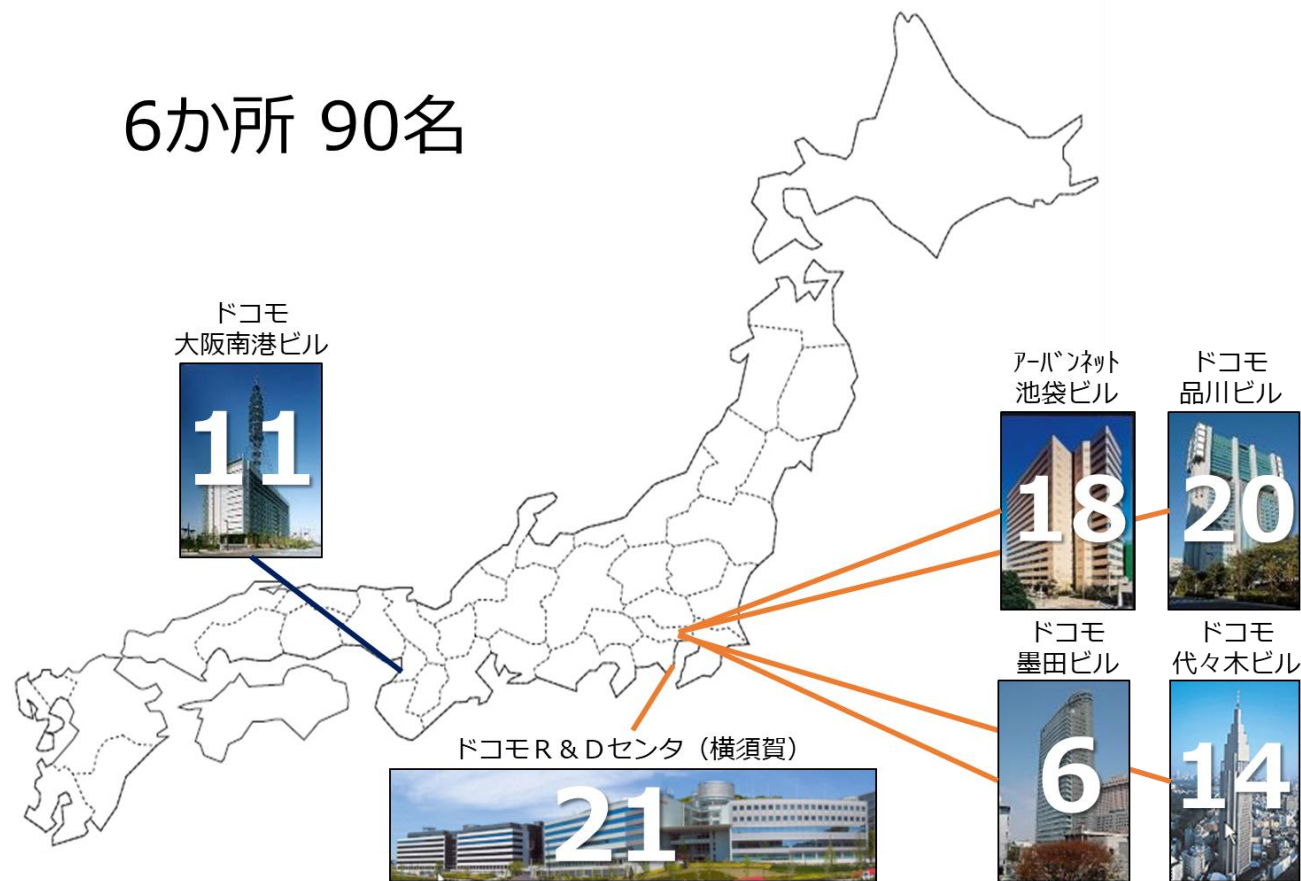 6か所 90名
ドコモ
大阪南港ビル
11
ｱｰﾊﾞﾝﾈｯﾄ
池袋ビル
18
ドコモ
品川ビル
20
ドコモ
墨田ビル
6
ドコモ
代々木ビル
14
ドコモＲ＆Ｄセンタ（横須賀）
21